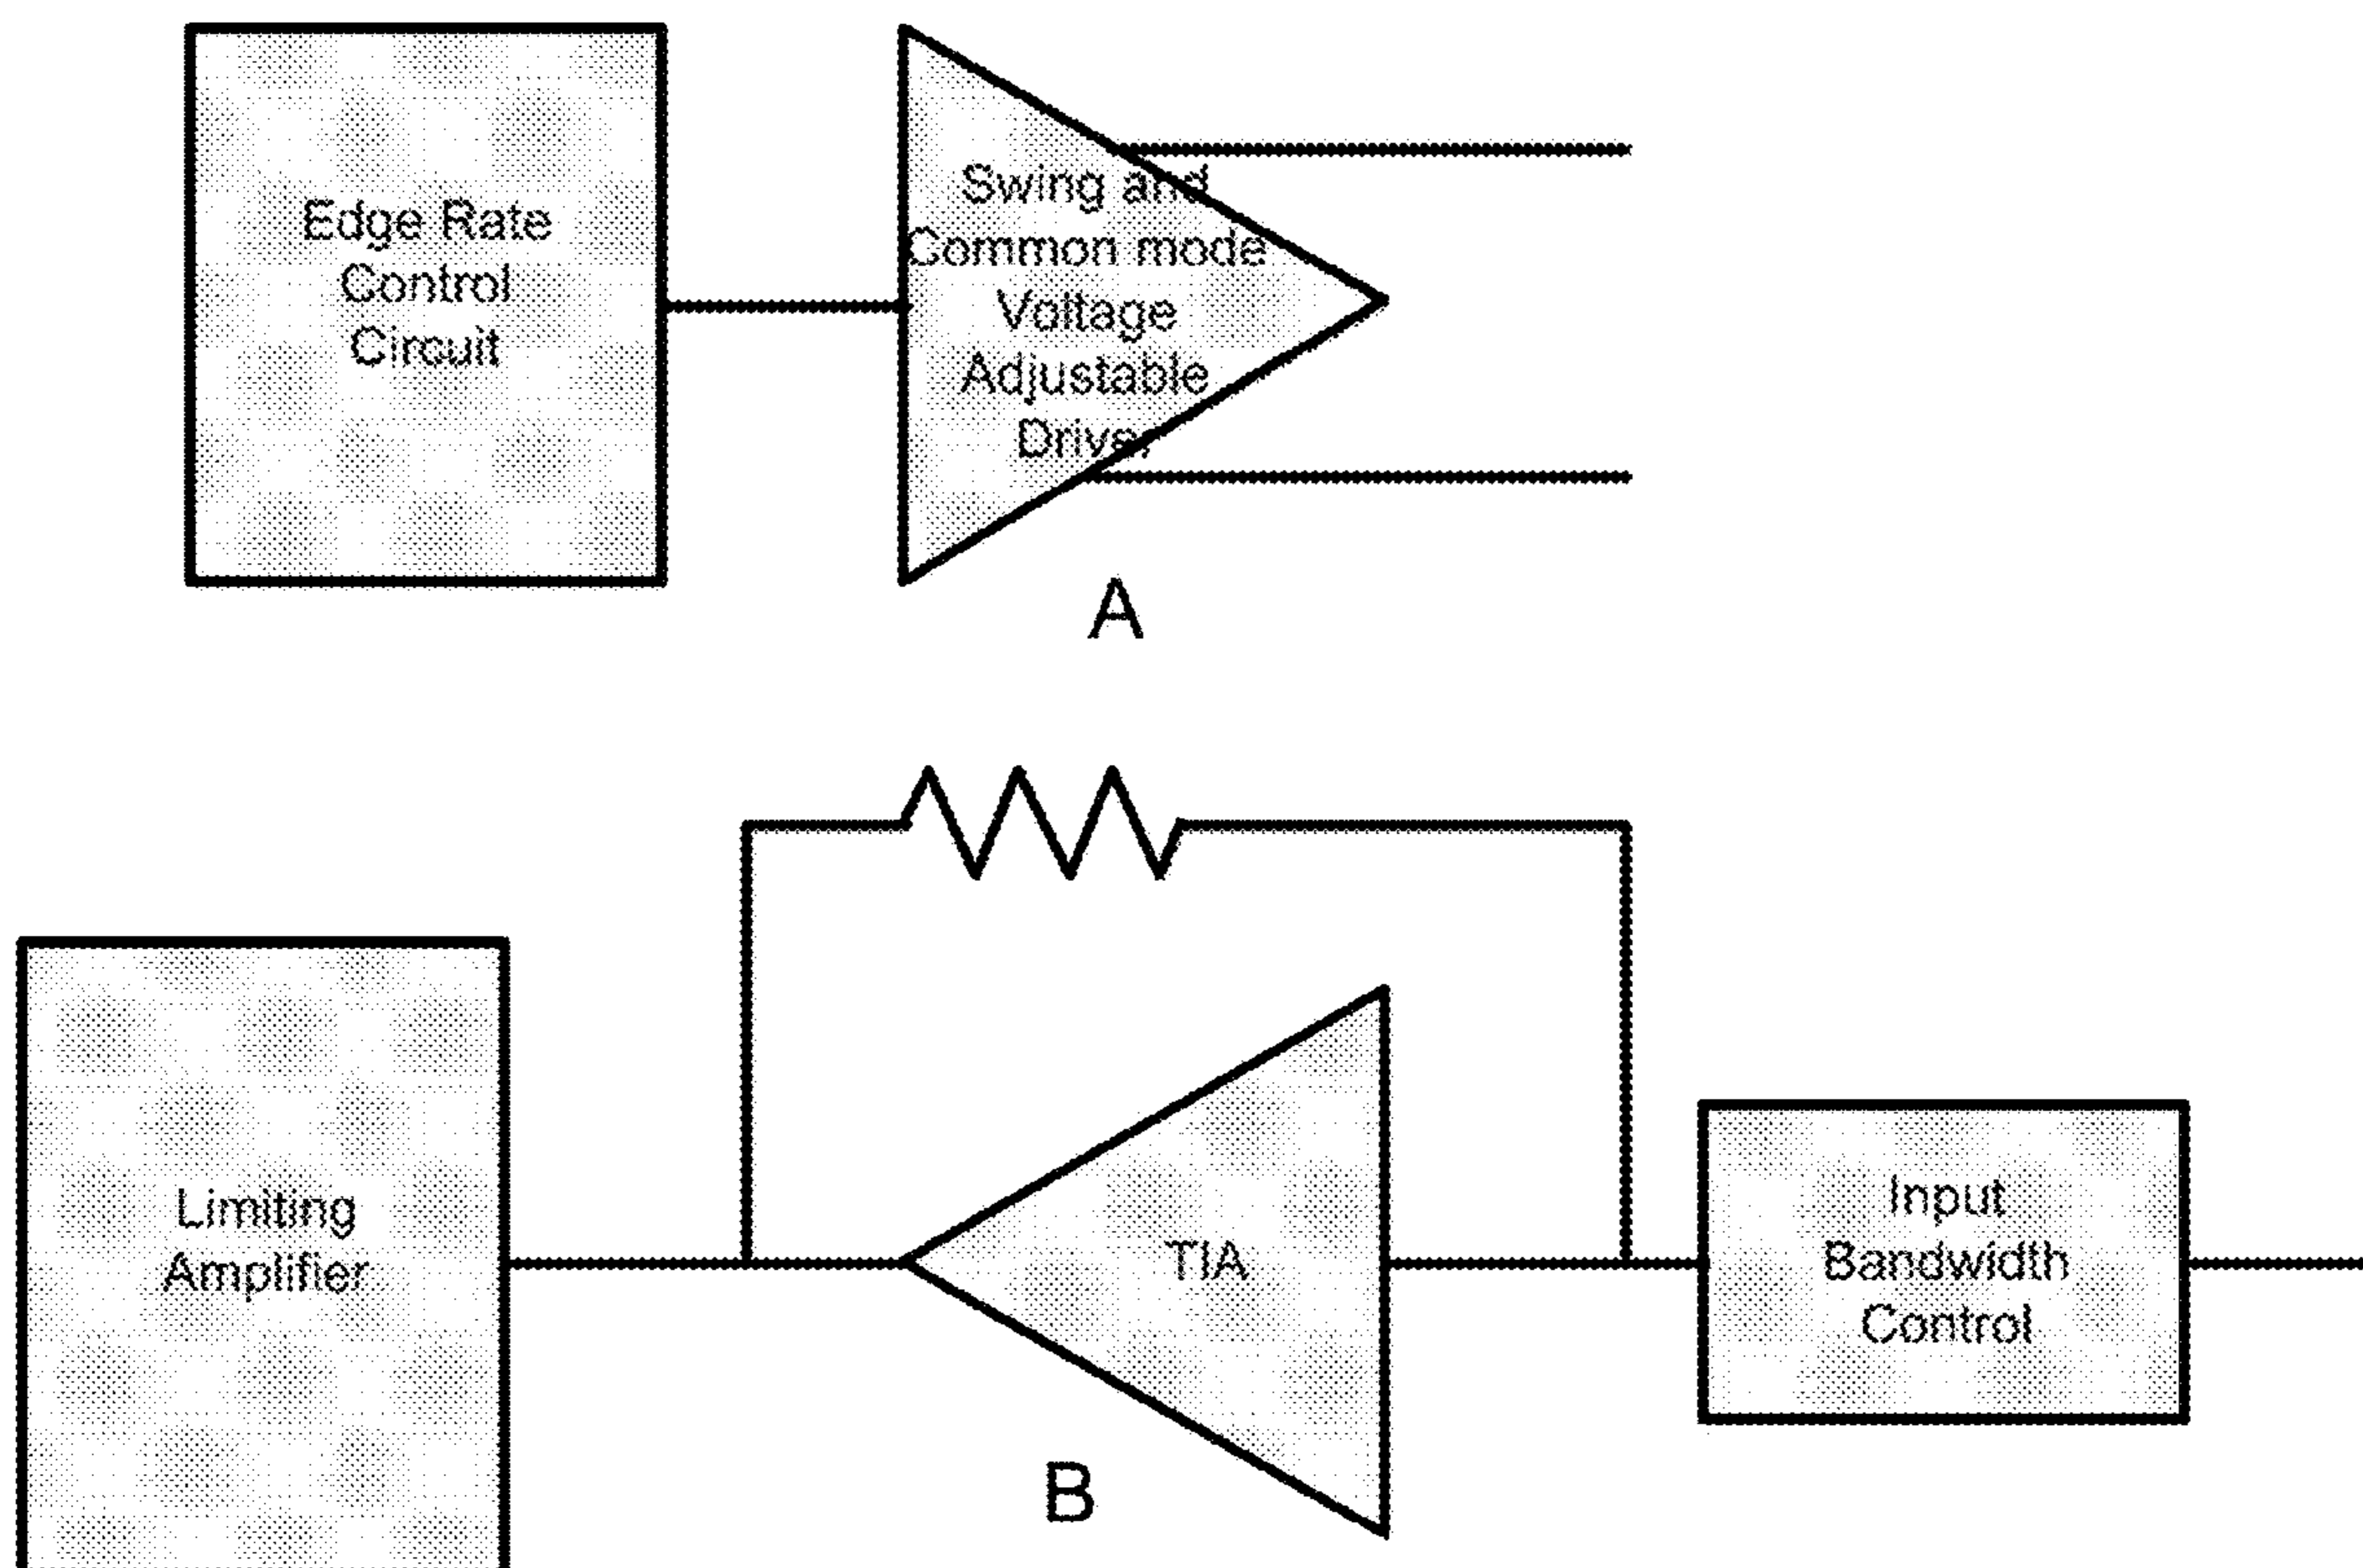 Edge Rate
Control
Circuit
Swing and
Common mode
Voltage
Adjustable
Driver
A
Limiting
Amplifier
TIA
Input
Bandwidth
Control
B